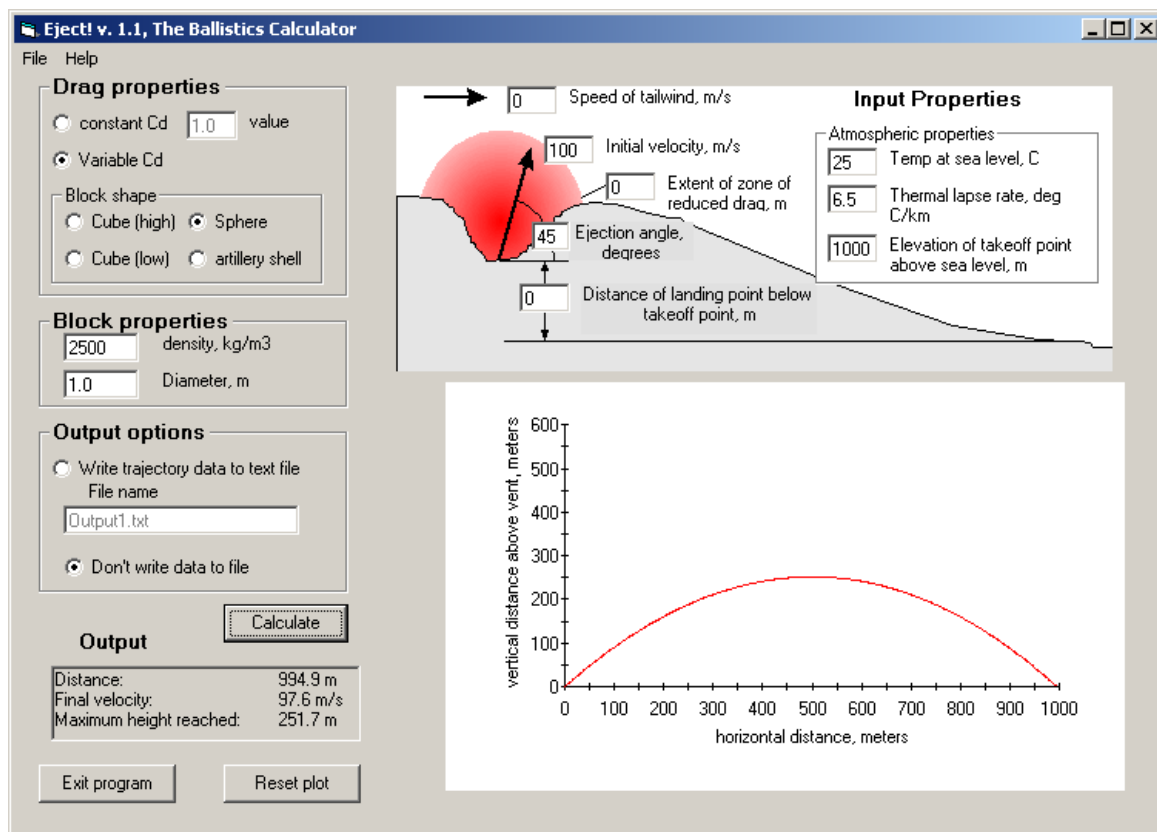 Eject! v. 1.1, The Ballistics Calculator
File Help
Drag properties
constant Cd 1.0 value
Variable Cd
Block shape
Cube (high) Sphere
Cube (low) artillery shell
Block properties
2500 density, kg/m3
1.0 Diameter, m
Output options
Write trajectory data to text file
File name
Output1.txt
Don't write data to file
Calculate
Output
Distance: 994.9 m
Final velocity: 97.6 m/s
Maximum height reached: 251.7 m
Exit program Reset plot
0 Speed of tailwind, m/s
100 Initial velocity, m/s
0 Extent of zone of
reduced drag, m
45 Ejection angle,
degrees
0 Distance of landing point below
takeoff point, m
Input Properties
Atmospheric properties
25 Temp at sea level, C
6.5 Thermal lapse rate, deg
C/km
1000 Elevation of takeoff point
above sea level, m
vertical distance above vent, meters
600
500
400
300
200
100
0
0 100 200 300 400 500 600 700 800 900 1000
horizontal distance, meters